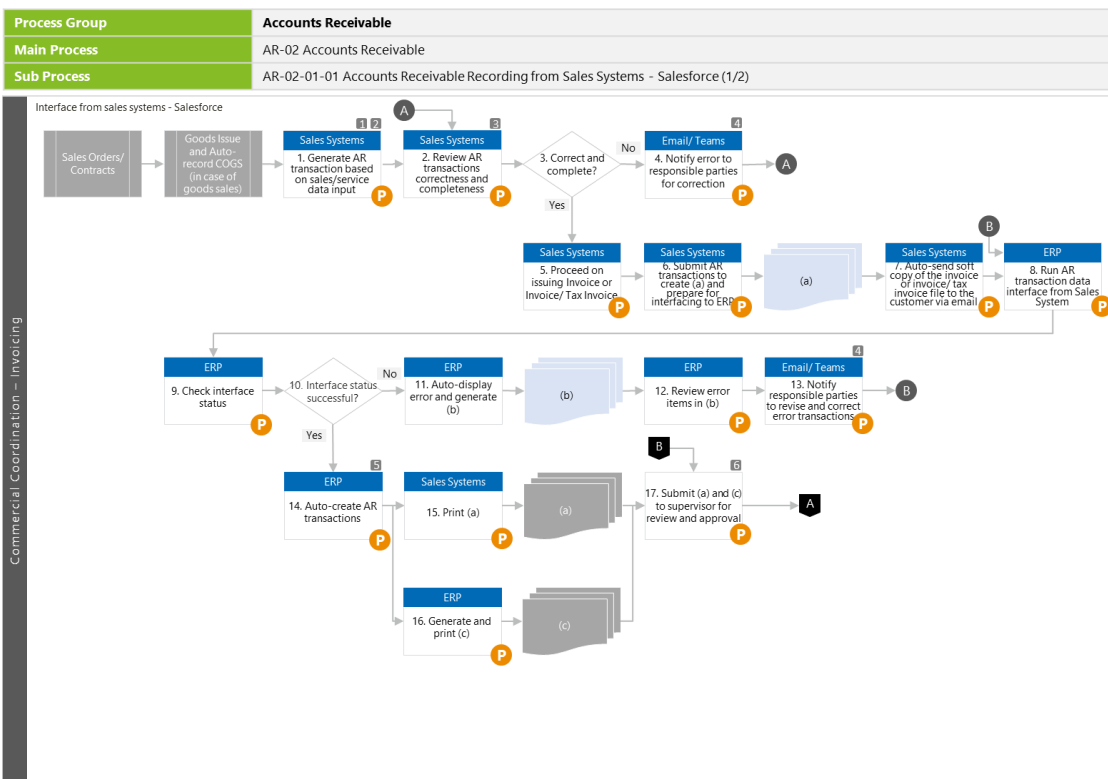 Process Group
Accounts Receivable
Main Process
AR-02 Accounts Receivable
Sub Process
AR-02-01-01 Accounts Receivable Recording from Sales Systems - Salesforce (1/2)
Commercial Coordination – Invoicing
Interface from sales systems - Salesforce
Sales Orders/
Contracts
Goods Issue
and Auto-
record COGS
(in case of
goods sales)
1 2
Sales Systems
1. Generate AR
transaction based
on sales/service
data input
P
A
3
Sales Systems
2. Review AR
transactions
correctness and
completeness
P
3. Correct and
complete?
No
Yes
4
Email/ Teams
4. Notify error to
responsible parties
for correction
P
A
Sales Systems
5. Proceed on
issuing Invoice or
Invoice/ Tax Invoice
P
Sales Systems
6. Submit AR
transactions to
create (a) and
prepare for
interfacing to ERP
P
(a)
Sales Systems
7. Auto-send soft
copy of the invoice
or invoice/ tax
invoice file to the
customer via email
P
B
ERP
8. Run AR
transaction data
interface from Sales
System
P
ERP
9. Check interface
status
P
10. Interface status
successful?
No
Yes
ERP
11. Auto-display
error and generate
(b)
(b)
ERP
12. Review error
items in (b)
P
4
Email/ Teams
13. Notify
responsible parties
to revise and correct
error transactions
P
B
5
ERP
14. Auto-create AR
transactions
P
Sales Systems
15. Print (a)
P
(a)
B
6
17. Submit (a) and (c)
to supervisor for
review and approval
P
A
ERP
16. Generate and
print (c)
P
(c)